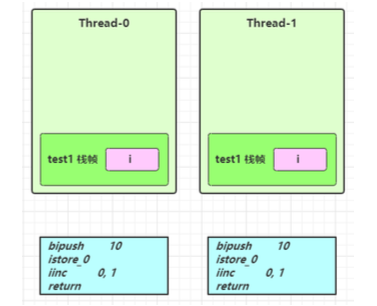 Thread-0
Thread-1
test1 栈帧 i
test1 栈帧 i
bipush 10
istore_0
iinc 0, 1
return
bipush 10
istore_0
iinc 0, 1
return